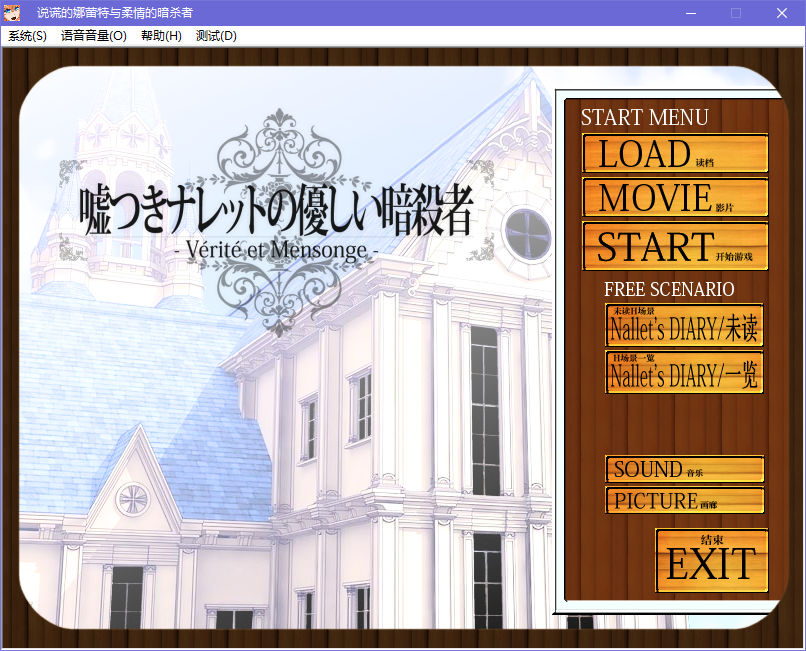 说谎的娜蕾特与柔情的暗杀者
系统(S) 语音音量(O) 帮助(H) 测试(D)
嘘つきナレットの優しい暗殺者
- Vérité et Mensonge -
START MENU
LOAD 读档
MOVIE 影片
START 开始游戏
FREE SCENARIO
未读H场景
Nallet's DIARY/未读
H场景一览
Nallet's DIARY/一览
SOUND 音乐
PICTURE 画廊
结束
EXIT